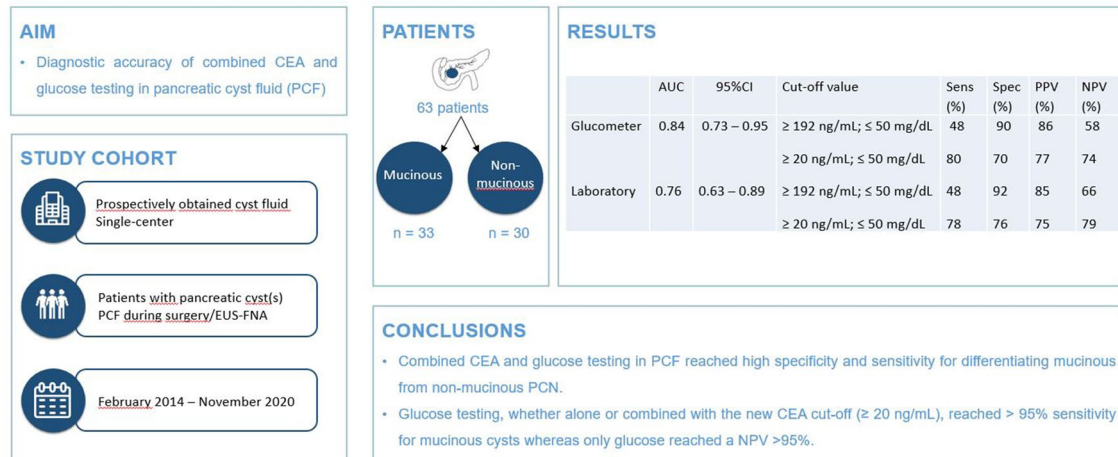 AIM
• Diagnostic accuracy of combined CEA and
glucose testing in pancreatic cyst fluid (PCF)
STUDY COHORT
Prospectively obtained cyst fluid
Single-center
Patients with pancreatic cyst(s)
PCF during surgery/EUS-FNA
February 2014 – November 2020
PATIENTS
63 patients
Mucinous
Non-
mucinous
n = 33
n = 30
RESULTS
AUC 95%CI Cut-off value Sens (%) Spec (%) PPV (%) NPV (%)
Glucometer 0.84 0.73 – 0.95 ≥ 192 ng/mL; ≤ 50 mg/dL 48 90 86 58
≥ 20 ng/mL; ≤ 50 mg/dL 80 70 77 74
Laboratory 0.76 0.63 – 0.89 ≥ 192 ng/mL; ≤ 50 mg/dL 48 92 85 66
≥ 20 ng/mL; ≤ 50 mg/dL 78 76 75 79
CONCLUSIONS
• Combined CEA and glucose testing in PCF reached high specificity and sensitivity for differentiating mucinous
from non-mucinous PCN.
• Glucose testing, whether alone or combined with the new CEA cut-off (≥ 20 ng/mL), reached > 95% sensitivity
for mucinous cysts whereas only glucose reached a NPV >95%.